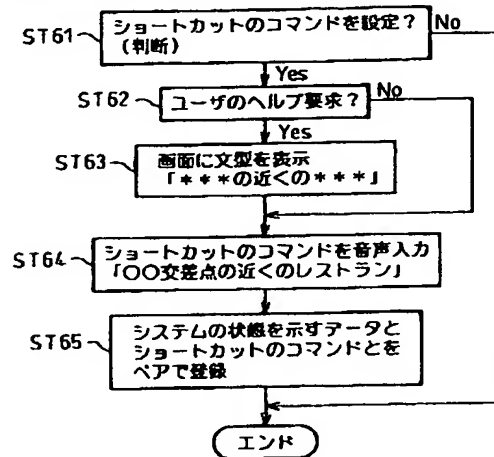 ST61
ショートカットのコマンドを設定?
(判断)
No
Yes
ST62
ユーザのヘルプ要求?
No
Yes
ST63
画面に文型を表示
「***の近くの***」
ST64
ショートカットのコマンドを音声入力
「〇〇交差点の近くのレストラン」
ST65
システムの状態を示すデータと
ショートカットのコマンドとを
ペアで登録
エンド